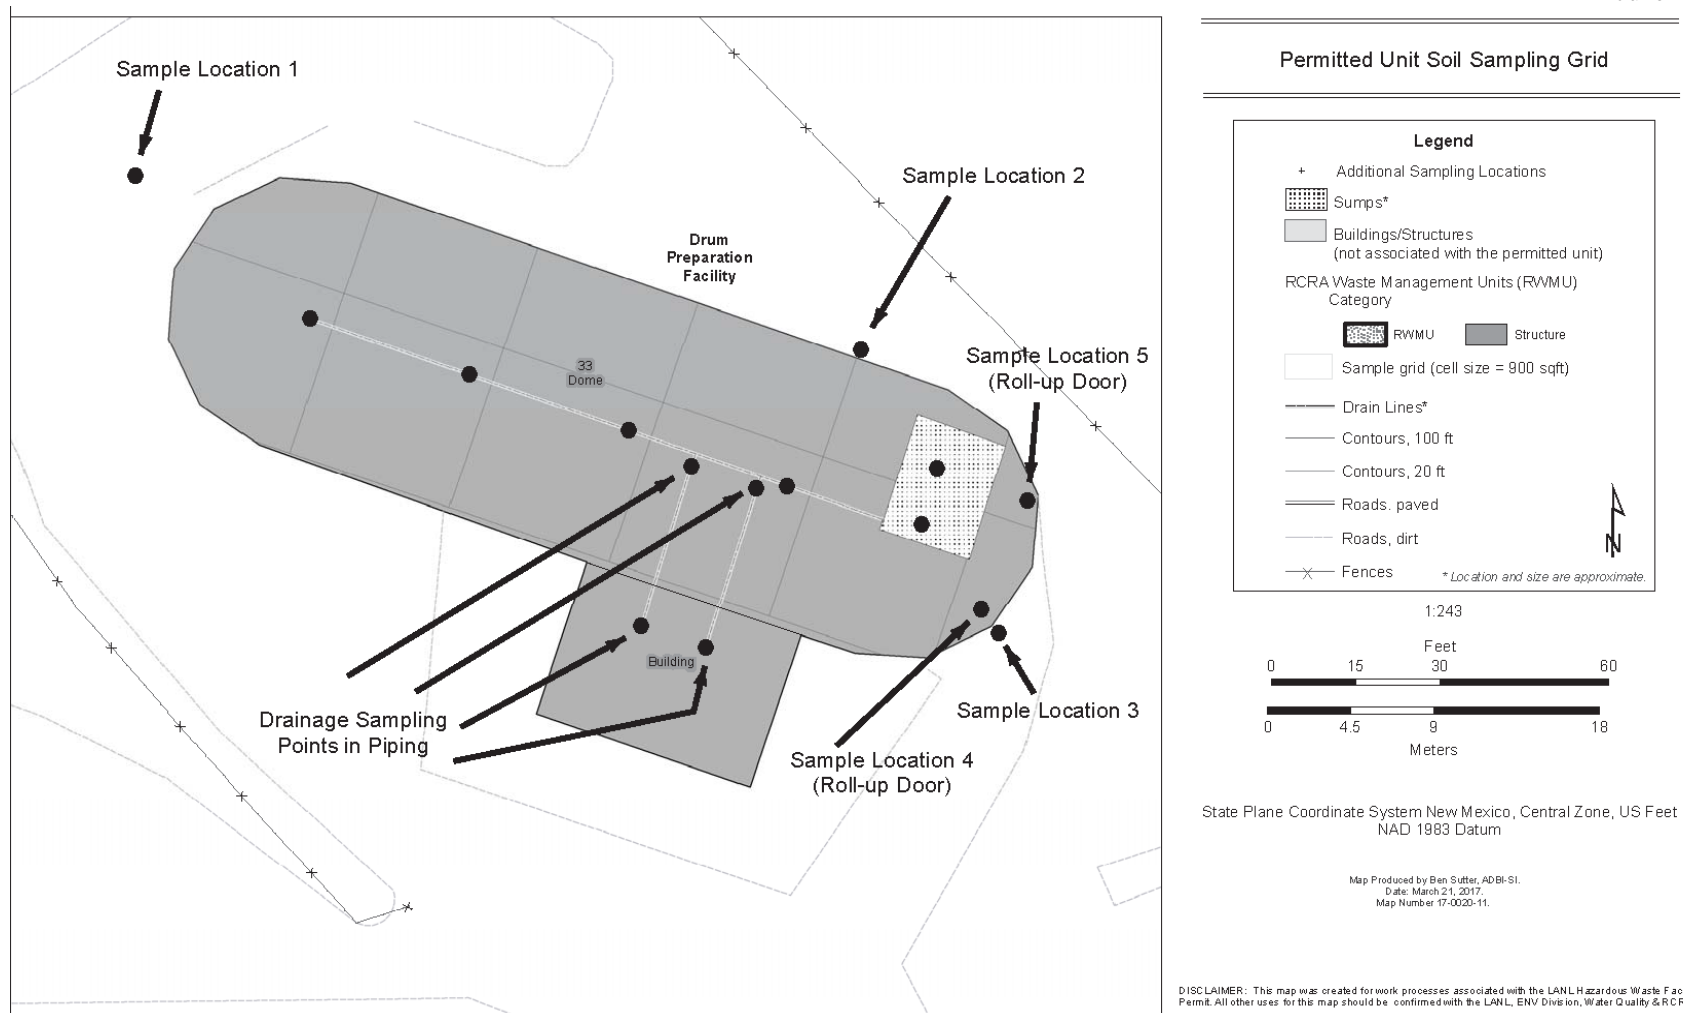 Sample Location 1
Sample Location 2
Drum
Preparation
Facility
Sample Location 5
(Roll-up Door)
33
Dome
Building
Drainage Sampling
Points in Piping
Sample Location 3
Sample Location 4
(Roll-up Door)
Permitted Unit Soil Sampling Grid
Legend
Additional Sampling Locations
Sumps*
Buildings/Structures
(not associated with the permitted unit)
RCRA Waste Management Units (RWMU)
Category
RWMU Structure
Sample grid (cell size = 900 sqft)
Drain Lines*
Contours, 100 ft
Contours, 20 ft
Roads. paved
Roads, dirt
Fences
* Location and size are approximate.
N
1:243
Feet
0 15 30 60
0 4.5 9 18
Meters
State Plane Coordinate System New Mexico, Central Zone, US Feet
NAD 1983 Datum
Map Produced by Ben Sutter, ADBI-SI.
Date: March 21, 2017.
Map Number 17-0020-11.
DISCLAIMER: This map was created for work processes associated with the LANL Hazardous Waste Fac
Permit. All other uses for this map should be confirmed with the LANL, ENV Division, Water Quality & RCR